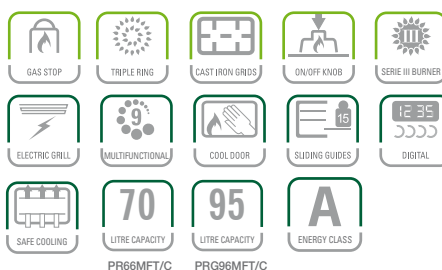 GAS STOP
TRIPLE RING
CAST IRON GRIDS
ON/OFF KNOB
III
SERIE III BURNER
ELECTRIC GRILL
9
MULTIFUNCTIONAL
COOL DOOR
15
SLIDING GUIDES
12 35
DIGITAL
SAFE COOLING
70
LITRE CAPACITY
95
LITRE CAPACITY
A
ENERGY CLASS
PR66MFT/C
PRG96MFT/C